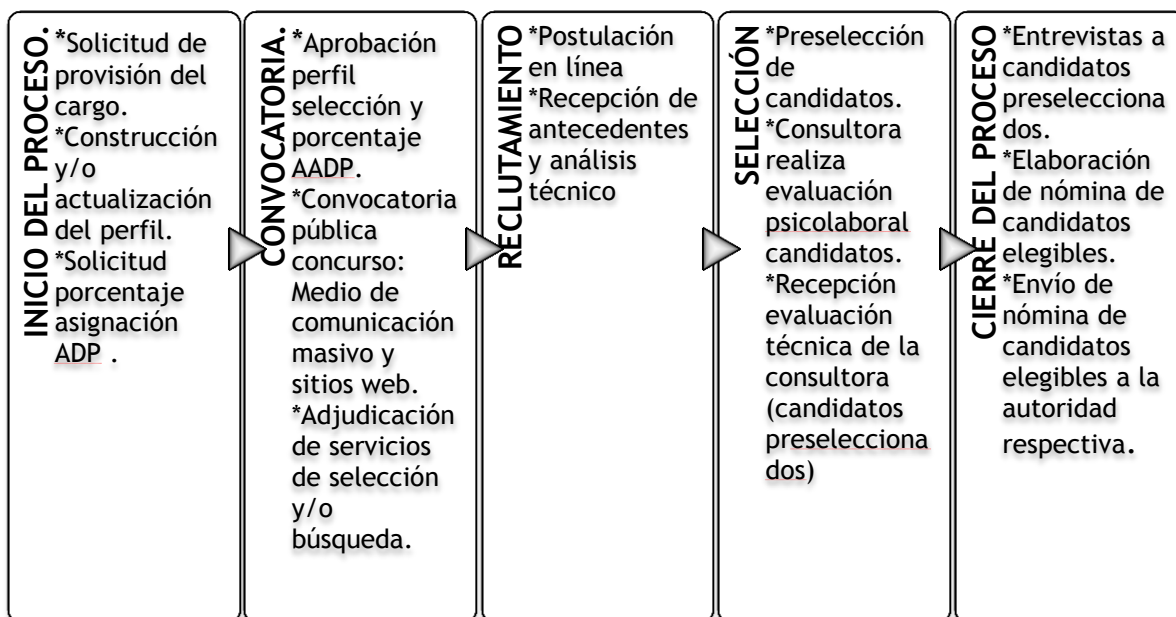 INICIO DEL PROCESO.
*Solicitud de
provisión del
cargo.
*Construcción
y/o
actualización
del perfil.
*Solicitud
porcentaje
asignación
ADP .
CONVOCATORIA.
*Aprobación
perfil
selección y
porcentaje
AADP.
*Convocatoria
pública
concurso:
Medio de
comunicación
masivo y
sitios web.
*Adjudicación
de servicios
de selección
y/o
búsqueda.
RECLUTAMIENTO
*Postulación
en línea
*Recepción de
antecedentes
y análisis
técnico
SELECCIÓN
*Preselección
de
candidatos.
*Consultora
realiza
evaluación
psicolaboral
candidatos.
*Recepción
evaluación
técnica de la
consultora
(candidatos
preselecciona
dos)
CIERRE DEL PROCESO
*Entrevistas a
candidatos
preselecciona
dos.
*Elaboración
de nómina de
candidatos
elegibles.
*Envío de
nómina de
candidatos
elegibles a la
autoridad
respectiva.